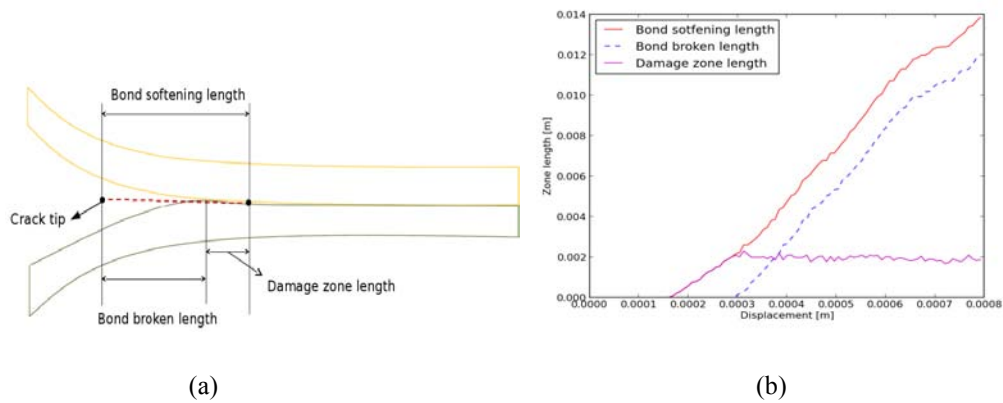 Bond softening length
Crack tip
Damage zone length
Bond broken length
(a)
0.014
0.012
0.010
0.008
0.006
0.004
0.002
0.000
Zone length [m]
Bond sotfening length
Bond broken length
Damage zone length
0.0000 0.0001 0.0002 0.0003 0.0004 0.0005 0.0006 0.0007 0.0008
Displacement [m]
(b)